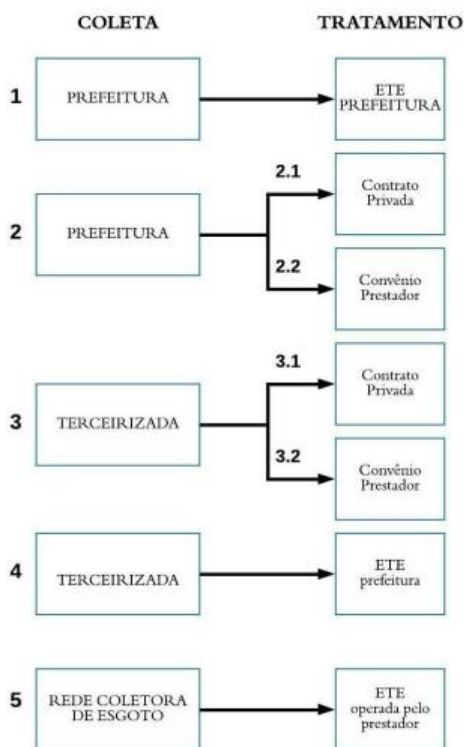 COLETA
TRATAMENTO
1
PREFEITURA
ETE
PREFEITURA
2
PREFEITURA
2.1
Contrato
Privada
2.2
Convênio
Prestador
3
TERCEIRIZADA
3.1
Contrato
Privada
3.2
Convênio
Prestador
4
TERCEIRIZADA
ETE
prefeitura
5
REDE COLETORA
DE ESGOTO
ETE
operada pelo
prestador